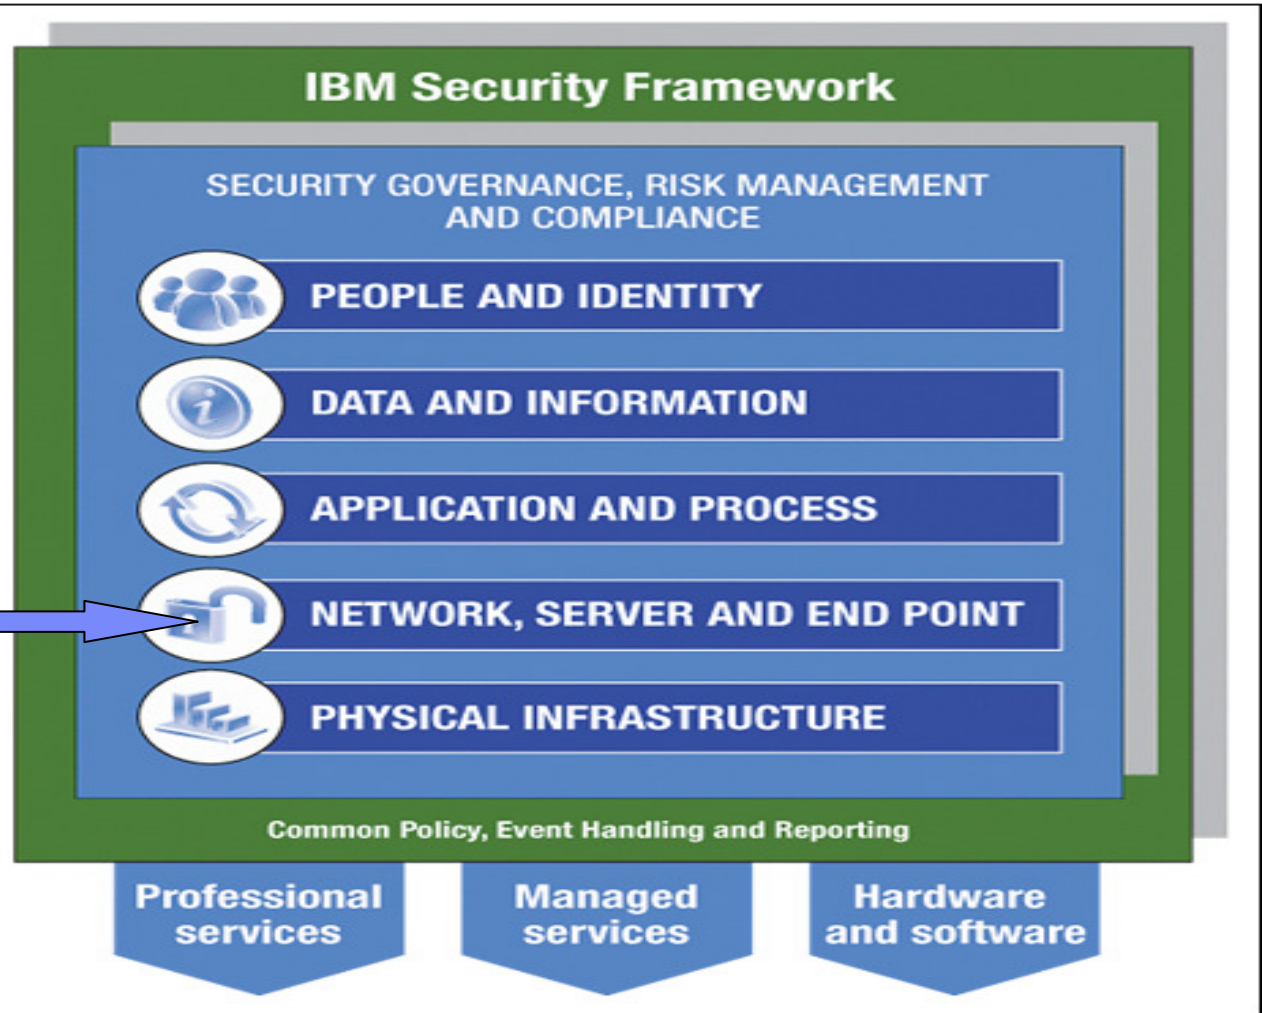 IBM Security Framework
SECURITY GOVERNANCE, RISK MANAGEMENT
AND COMPLIANCE
PEOPLE AND IDENTITY
DATA AND INFORMATION
APPLICATION AND PROCESS
NETWORK, SERVER AND END POINT
PHYSICAL INFRASTRUCTURE
Common Policy, Event Handling and Reporting
Professional
services
Managed
services
Hardware
and software